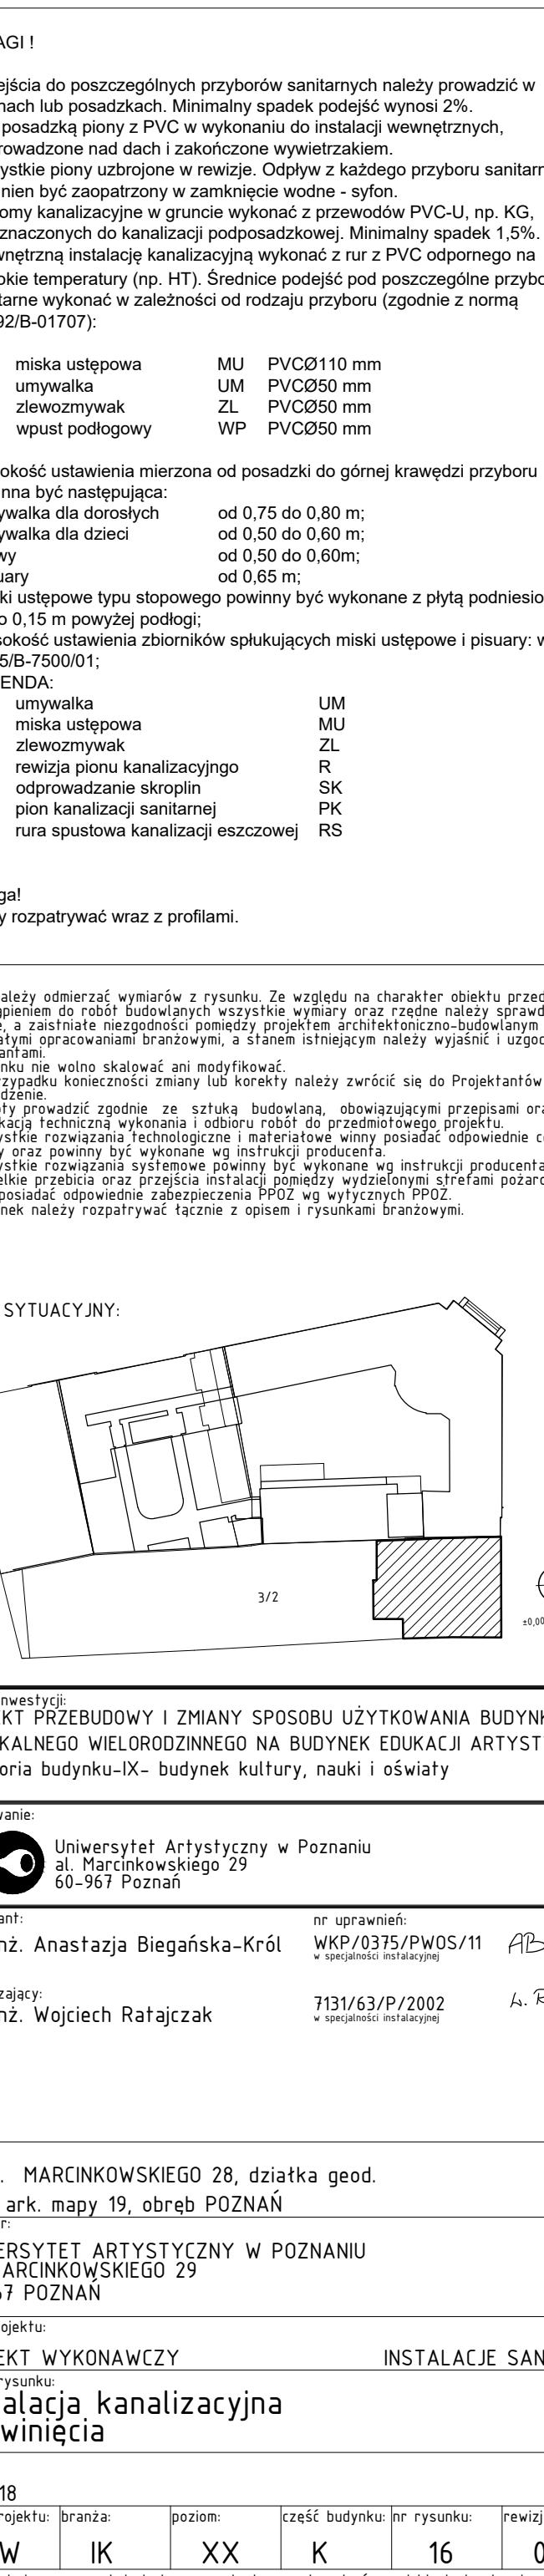 AGI !
ejścia do poszczególnych przyborów sanitarnych należy prowadzić w
nach lub posadzkach. Minimalny spadek podejść wynosi 2%.
posadzką piony z PVC w wykonaniu do instalacji wewnętrznych,
rowadzone nad dach i zakończone wywietrzakiem.
ystkie piony uzbrojone w rewizje. Odpływ z każdego przyboru sanitarn
nien być zaopatrzony w zamknięcie wodne - syfon.
omy kanalizacyjne w gruncie wykonać z przewodów PVC-U, np. KG,
znaczonych do kanalizacji podposadzkowej. Minimalny spadek 1,5%.
wnętrzną instalację kanalizacyjną wykonać z rur z PVC odpornego na
okie temperatury (np. HT). Średnice podejść pod poszczególne przybo
tarne wykonać w zależności od rodzaju przyboru (zgodnie z normą
92/B-01707):
miska ustępowa MU PVCØ110 mm
umywalka UM PVCØ50 mm
zlewozmywak ZL PVCØ50 mm
wpust podłogowy WP PVCØ50 mm
okość ustawienia mierzona od posadzki do górnej krawędzi przyboru
nna być następująca:
ywalka dla dorosłych od 0,75 do 0,80 m;
ywalka dla dzieci od 0,50 do 0,60 m;
wy od 0,50 do 0,60m;
uary od 0,65 m;
ki ustępowe typu stopowego powinny być wykonane z płytą podniesio
o 0,15 m powyżej podłogi;
sokość ustawienia zbiorników spłukujących miski ustępowe i pisuary: w
5/B-7500/01;
ENDA:
umywalka UM
miska ustępowa MU
zlewozmywak ZL
rewizja pionu kanalizacyjngo R
odprowadzanie skroplin SK
pion kanalizacji sanitarnej PK
rura spustowa kanalizacji eszczowej RS
ga!
y rozpatrywać wraz z profilami.
ależy odmierzać wymiarów z rysunku. Ze względu na charakter obiektu przed
ąpieniem do robót budowlanych wszystkie wymiary oraz rzędne należy sprawd
e, a zaistniałe niezgodności pomiędzy projektem architektoniczno-budowlanym
ałymi opracowaniami branżowymi, a stanem istniejącym należy wyjaśnić i uzgod
antami.
unku nie wolno skalować ani modyfikować.
rzypadku konieczności zmiany lub korekty należy zwrócić się do Projektantów
dzenie.
oty prowadzić zgodnie ze sztuką budowlaną, obowiązującymi przepisami ora
ikacją techniczną wykonania i odbioru robót do przedmiotowego projektu.
ystkie rozwiązania technologiczne i materiałowe winny posiadać odpowiednie c
y oraz powinny być wykonane wg instrukcji producenta.
ystkie rozwiązania systemowe powinny być wykonane wg instrukcji producenta
elkie przebicia oraz przejścia instalacji pomiędzy wydzielonymi strefami pożaro
posiadać odpowiednie zabezpieczenia PPOŻ wg wytycznych PPOŻ.
unek należy rozpatrywać łącznie z opisem i rysunkami branżowymi.
SYTUACYJNY:
3/2
±0,00
inwestycji:
EKT PRZEBUDOWY I ZMIANY SPOSOBU UŻYTKOWANIA BUDYNK
KALNEGO WIELORODZINNEGO NA BUDYNEK EDUKACJI ARTYST
oria budynku-IX- budynek kultury, nauki i oświaty
wanie:
Uniwersytet Artystyczny w Poznaniu
al. Marcinkowskiego 29
60-967 Poznań
ant: nr uprawnień:
nż. Anastazja Biegańska-Król WKP/0375/PWOS/11 AB
w specjalności instalacyjnej
zający:
nż. Wojciech Ratajczak 7131/63/P/2002 W. R
w specjalności instalacyjnej
. MARCINKOWSKIEGO 28, działka geod.
ark. mapy 19, obręb POZNAŃ
r:
ERSYTET ARTYSTYCZNY W POZNANIU
MARCINKOWSKIEGO 29
67 POZNAŃ
ojektu:
EKT WYKONAWCZY INSTALACJE SAN
rysunku:
alacja kanalizacyjna
winięcia
18
rojektu: branża: poziom: część budynku: nr rysunku: rewizj
W IK XX K 16 0